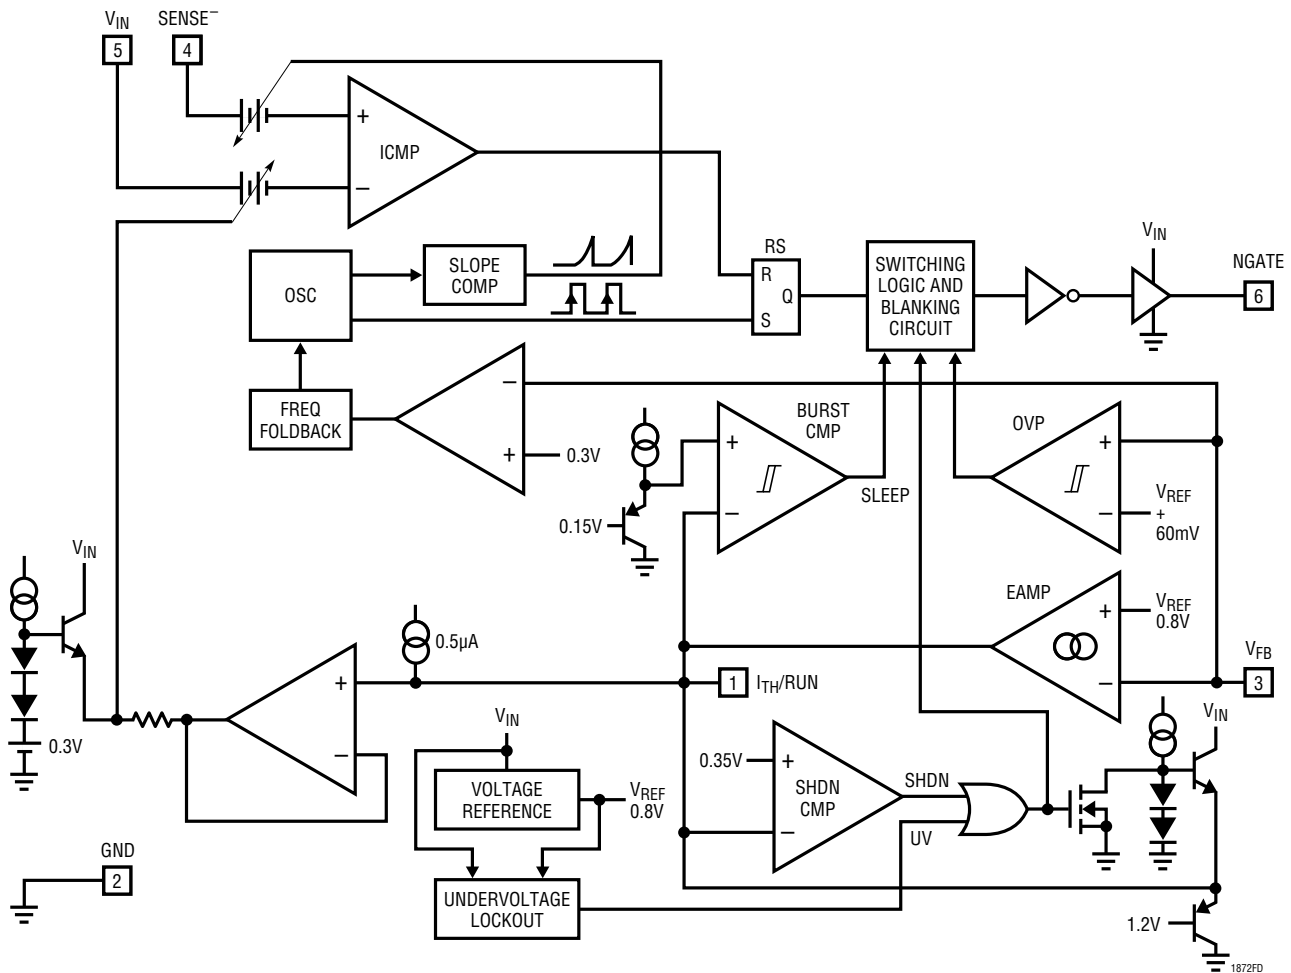 VIN
SENSE−
5
4
+
ICMP
−
OSC
SLOPE
COMP
RS
R
Q
S
SWITCHING
LOGIC AND
BLANKING
CIRCUIT
VIN
NGATE
6
FREQ
FOLDBACK
−
+
0.3V
BURST
CMP
+
−
0.15V
SLEEP
OVP
+
−
VREF
+
60mV
VIN
0.3V
+
−
0.5µA
1
ITH/RUN
EAMP
+
−
VREF
0.8V
VFB
3
VIN
VOLTAGE
REFERENCE
VREF
0.8V
UNDERVOLTAGE
LOCKOUT
0.35V
+
SHDN
CMP
−
SHDN
UV
VIN
1.2V
GND
2
1872FD